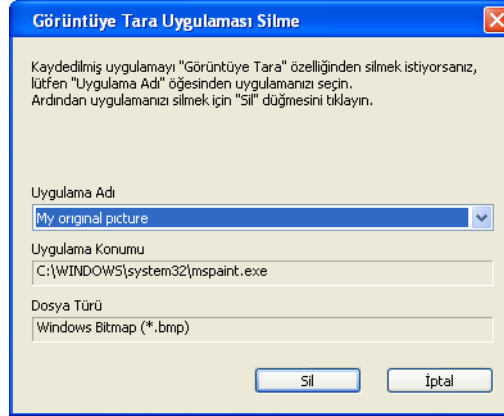 Görüntüye Tara Uygulaması Silme
Kaydedilmiş uygulamayı "Görüntüye Tara" özelliğinden silmek istiyorsanız,
lütfen "Uygulama Adı" öğesinden uygulamanızı seçin.
Ardından uygulamanızı silmek için "Sil" düğmesini tıklayın.
Uygulama Adı
My original picture
Uygulama Konumu
C:\WINDOWS\system32\mspaint.exe
Dosya Türü
Windows Bitmap (*.bmp)
Sil
İptal